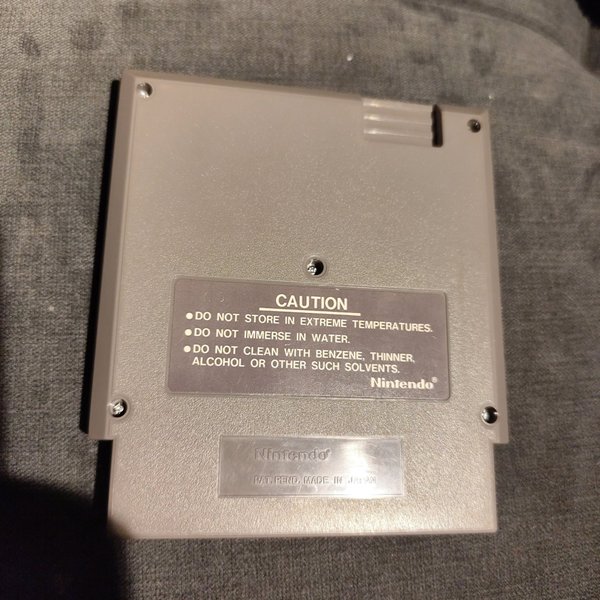 CAUTION
●DO NOT STORE IN EXTREME TEMPERATURES.
●DO NOT IMMERSE IN WATER.
●DO NOT CLEAN WITH BENZENE, THINNER,
ALCOHOL OR OTHER SUCH SOLVENTS.
Nintendo®
Nintendo®
PAT. PEND. MADE IN JAPAN